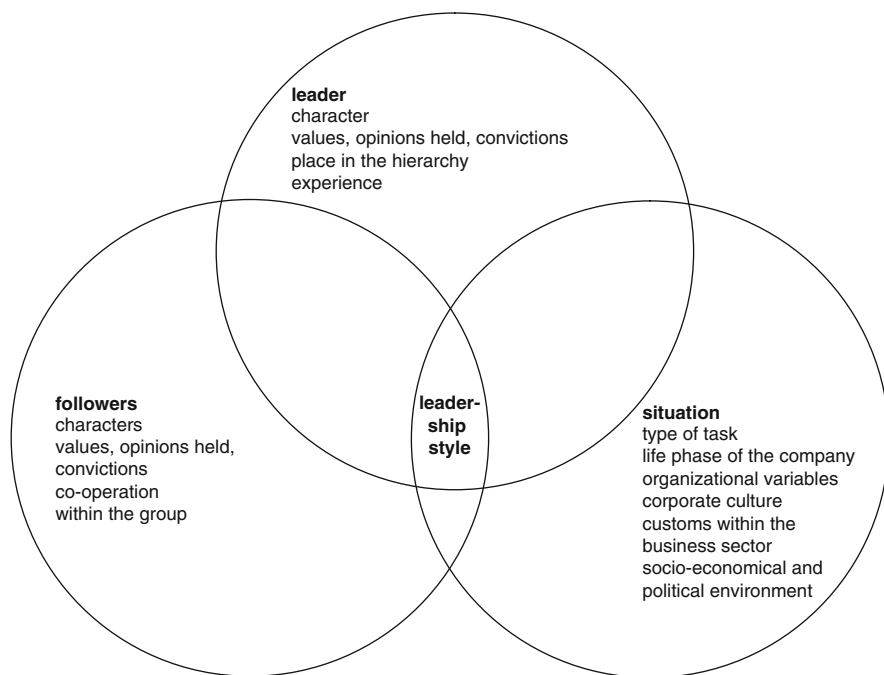 leader
character
values, opinions held, convictions
place in the hierarchy
experience
followers
characters
values, opinions held,
convictions
co-operation
within the group
leader-
ship
style
situation
type of task
life phase of the company
organizational variables
corporate culture
customs within the
business sector
socio-economical and
political environment